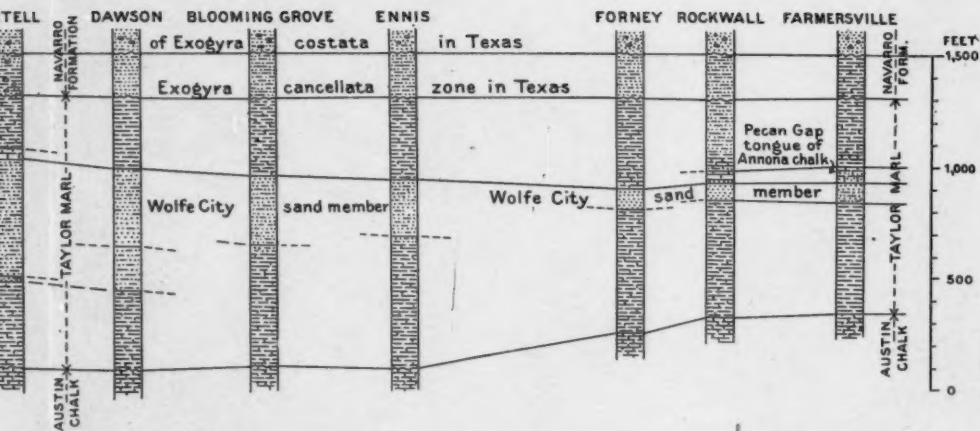 TELL DAWSON BLOOMING GROVE ENNIS FORNEY ROCKWALL FARMERSVILLE
FEET
NAVARRO
FORMATION
of Exogyra costata in Texas
NAVARRO
FORM.
1,500
Exogyra cancellata zone in Texas
Pecan Gap
tongue of
Annona chalk
1,000
TAYLOR MARL
Wolfe City sand member
Wolfe City sand member
TAYLOR MARL
500
AUSTIN
CHALK
AUSTIN
CHALK
0